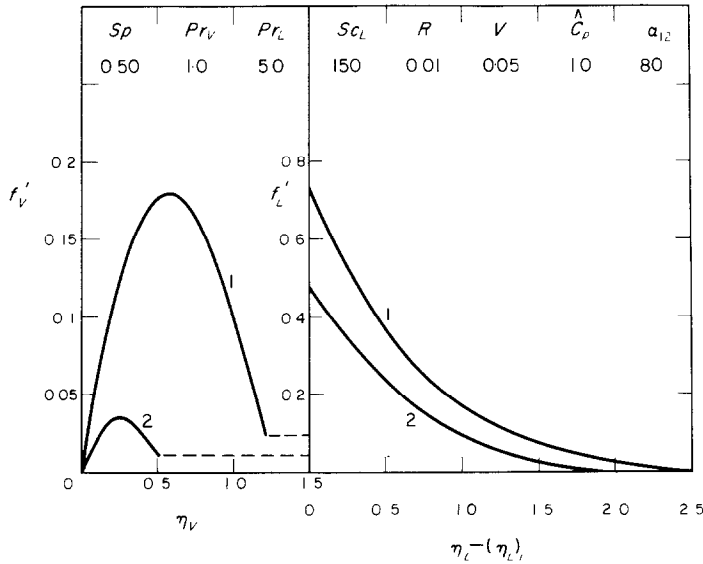 Sp Pr_V Pr_L Sc_L R V Ĉ_p α_12
0 50 1·0 5 0 150 0 01 0 05 1 0 8 0
f_V' f_L'
0 2
0 15
0 1
0 05
0
0 8
0 6
0 4
0 2
1
2
1
2
0 0 5 1 0 1 5
η_V
0 0 5 1 0 1 5 2 0 2 5
η_L – (η_L)_i